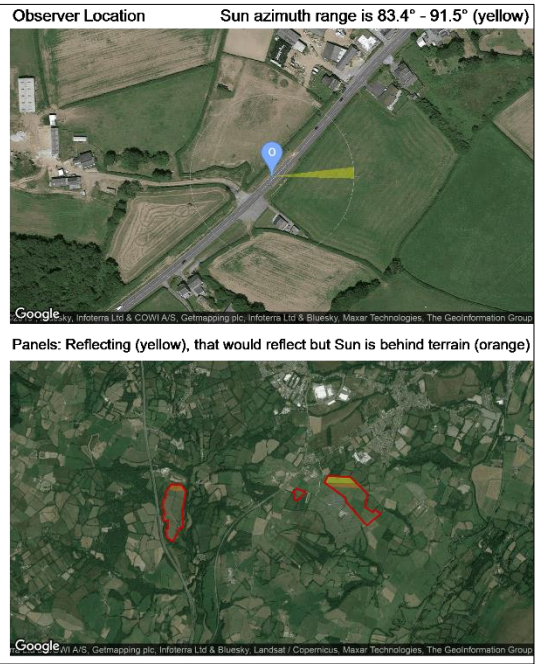 Observer Location Sun azimuth range is 83.4° - 91.5° (yellow)
O
Google
sky, Infoterra Ltd & COWI A/S, Getmapping plc, Infoterra Ltd & Bluesky, Maxar Technologies, The GeoInformation Group
Panels: Reflecting (yellow), that would reflect but Sun is behind terrain (orange)
Google
WI A/S, Getmapping plc, Infoterra Ltd & Bluesky, Landsat / Copernicus, Maxar Technologies, The GeoInformation Group